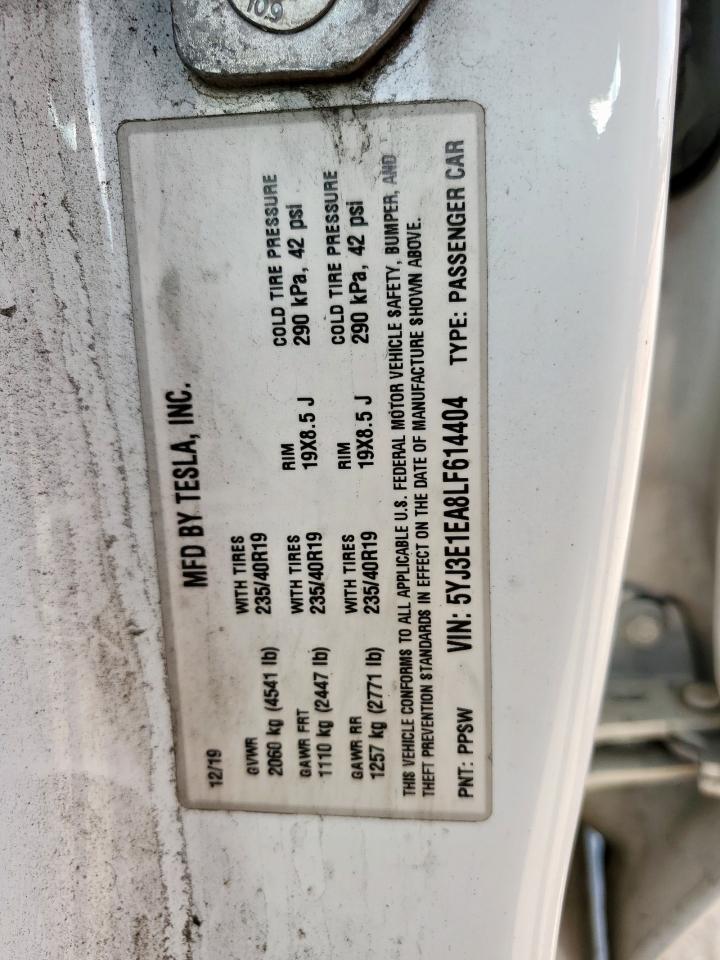 109
MFD BY TESLA, INC.
12/19
GVWR WITH TIRES RIM COLD TIRE PRESSURE
2060 kg (4541 lb) 235/40R19 19X8.5 J 290 kPa, 42 psi
GAWR FRT WITH TIRES RIM COLD TIRE PRESSURE
1110 kg (2447 lb) 235/40R19 19X8.5 J 290 kPa, 42 psi
GAWR RR WITH TIRES
1257 kg (2771 lb) 235/40R19
THIS VEHICLE CONFORMS TO ALL APPLICABLE U.S. FEDERAL MOTOR VEHICLE SAFETY, BUMPER, AND
THEFT PREVENTION STANDARDS IN EFFECT ON THE DATE OF MANUFACTURE SHOWN ABOVE.
PNT: PPSW VIN: 5YJ3E1EA8LF614404 TYPE: PASSENGER CAR